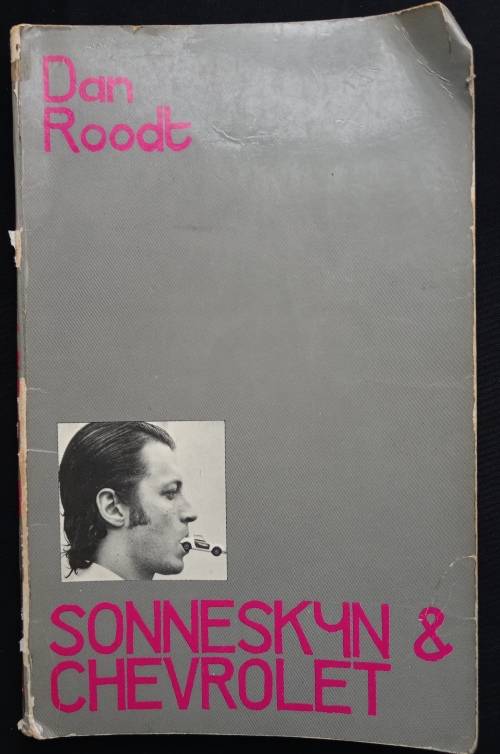 Dan
Roodt
SONNESKYN &
CHEVROLET